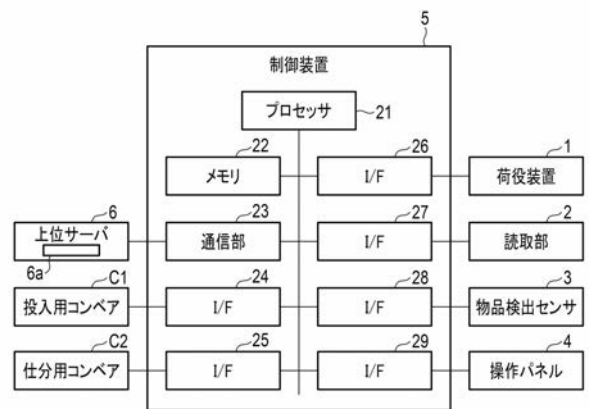 5
制御装置
プロセッサ
21
22
26
1
メモリ
I/F
荷役装置
6
23
27
2
上位サーバ
通信部
I/F
読取部
6a
C1
24
28
3
投入用コンベア
I/F
I/F
物品検出センサ
C2
25
29
4
仕分用コンベア
I/F
I/F
操作パネル